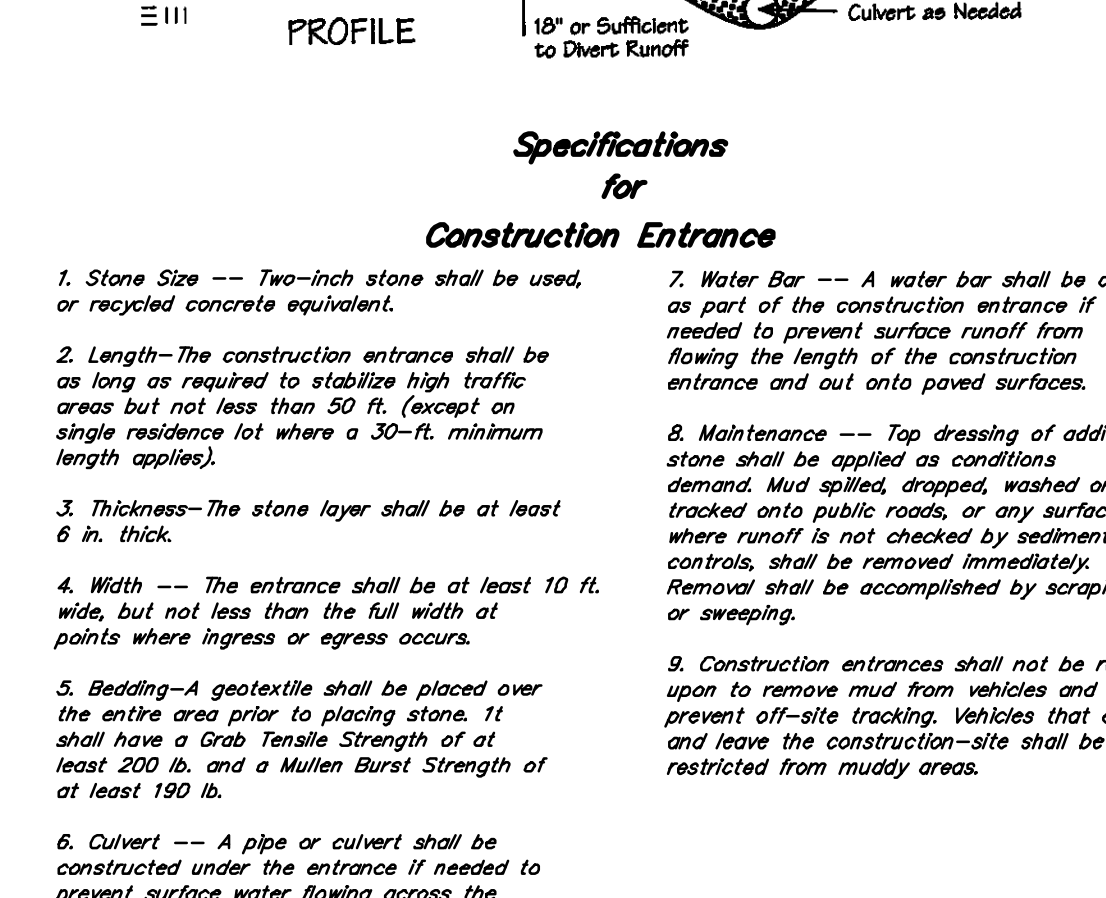 PROFILE
18" or Sufficient
to Divert Runoff
Culvert as Needed
Specifications
for
Construction Entrance
1. Stone Size -- Two-inch stone shall be used,
or recycled concrete equivalent.
2. Length-The construction entrance shall be
as long as required to stabilize high traffic
areas but not less than 50 ft. (except on
single residence lot where a 30-ft. minimum
length applies).
3. Thickness-The stone layer shall be at least
6 in. thick.
4. Width -- The entrance shall be at least 10 ft.
wide, but not less than the full width at
points where ingress or egress occurs.
5. Bedding-A geotextile shall be placed over
the entire area prior to placing stone. 1t
shall have a Grab Tensile Strength of at
least 200 lb. and a Mullen Burst Strength of
at least 190 lb.
6. Culvert -- A pipe or culvert shall be
constructed under the entrance if needed to
prevent surface water flowing across the
7. Water Bar -- A water bar shall be
as part of the construction entrance if
needed to prevent surface runoff from
flowing the length of the construction
entrance and out onto paved surfaces.
8. Maintenance -- Top dressing of addi
stone shall be applied as conditions
demand. Mud spilled, dropped, washed or
tracked onto public roads, or any surfac
where runoff is not checked by sediment
controls, shall be removed immediately.
Removal shall be accomplished by scrapi
or sweeping.
9. Construction entrances shall not be r
upon to remove mud from vehicles and
prevent off-site tracking. Vehicles that
and leave the construction-site shall be
restricted from muddy areas.